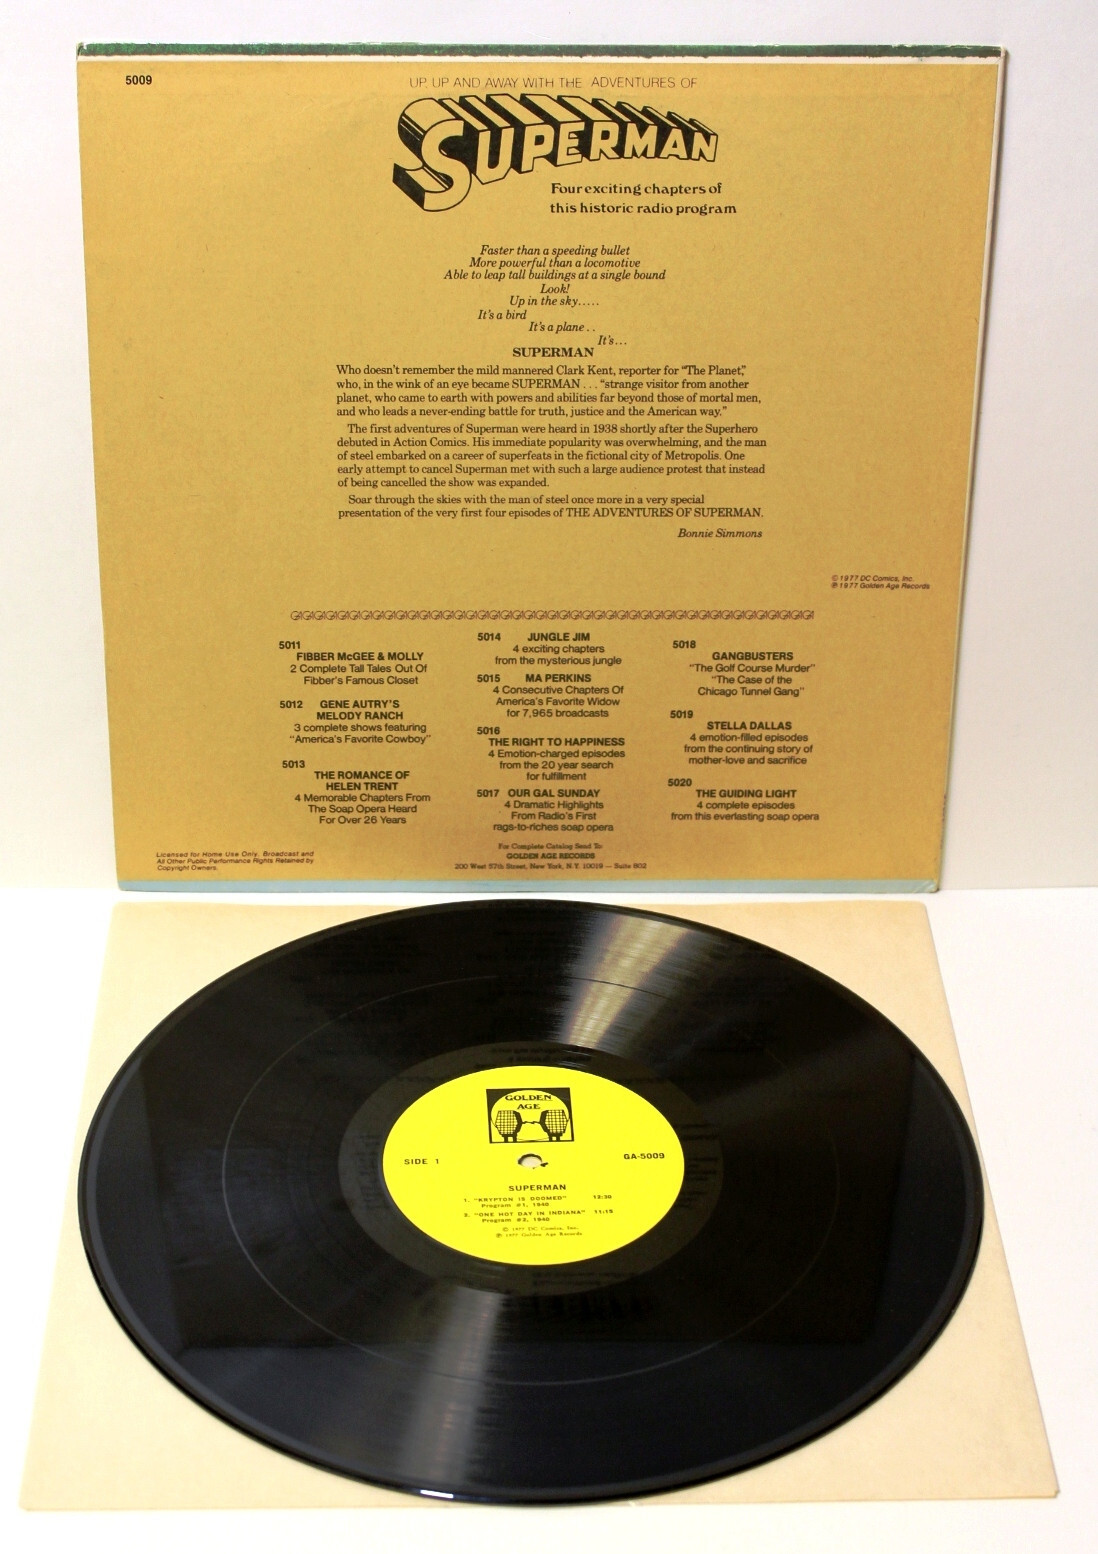 5009
UP, UP AND AWAY WITH THE ADVENTURES OF
SUPERMAN
Four exciting chapters of
this historic radio program
Faster than a speeding bullet
More powerful than a locomotive
Able to leap tall buildings at a single bound
Look!
Up in the sky.....
It's a bird
It's a plane . .
It's . . .
SUPERMAN
Who doesn't remember the mild mannered Clark Kent, reporter for "The Planet,"
who, in the wink of an eye became SUPERMAN . . . "strange visitor from another
planet, who came to earth with powers and abilities far beyond those of mortal men,
and who leads a never-ending battle for truth, justice and the American way."
The first adventures of Superman were heard in 1938 shortly after the Superhero
debuted in Action Comics. His immediate popularity was overwhelming, and the man
of steel embarked on a career of superfeats in the fictional city of Metropolis. One
early attempt to cancel Superman met with such a large audience protest that instead
of being cancelled the show was expanded.
Soar through the skies with the man of steel once more in a very special
presentation of the very first four episodes of THE ADVENTURES OF SUPERMAN.
Bonnie Simmons
© 1977 DC Comics, Inc.
℗ 1977 Golden Age Records
5011
FIBBER McGEE & MOLLY
2 Complete Tall Tales Out Of
Fibber's Famous Closet
5012 GENE AUTRY'S
MELODY RANCH
3 complete shows featuring
"America's Favorite Cowboy"
5013
THE ROMANCE OF
HELEN TRENT
4 Memorable Chapters From
The Soap Opera Heard
For Over 26 Years
5014 JUNGLE JIM
4 exciting chapters
from the mysterious jungle
5015 MA PERKINS
4 Consecutive Chapters Of
America's Favorite Widow
for 7,965 broadcasts
5016
THE RIGHT TO HAPPINESS
4 Emotion-charged episodes
from the 20 year search
for fulfillment
5017 OUR GAL SUNDAY
4 Dramatic Highlights
From Radio's First
rags-to-riches soap opera
5018
GANGBUSTERS
"The Golf Course Murder"
"The Case of the
Chicago Tunnel Gang"
5019
STELLA DALLAS
4 emotion-filled episodes
from the continuing story of
mother-love and sacrifice
5020
THE GUIDING LIGHT
4 complete episodes
from this everlasting soap opera
Licensed for Home Use Only. Broadcast and
All Other Public Performance Rights Retained by
Copyright Owners.
For Complete Catalog Send To
GOLDEN AGE RECORDS
200 West 57th Street, New York, N.Y. 10019 — Suite 802
GOLDEN
AGE
SIDE 1
GA-5009
SUPERMAN
1. "KRYPTON IS DOOMED" 12:30
Program #1, 1940
2. "ONE HOT DAY IN INDIANA" 11:15
Program #2, 1940
© 1977 DC Comics, Inc.
℗ 1977 Golden Age Records